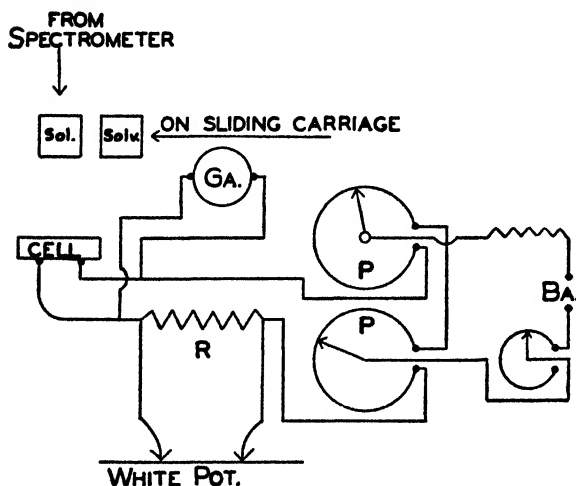 FROM
SPECTROMETER
Sol. Solv. ON SLIDING CARRIAGE
GA.
CELL
P
BA.
P
R
WHITE POT.